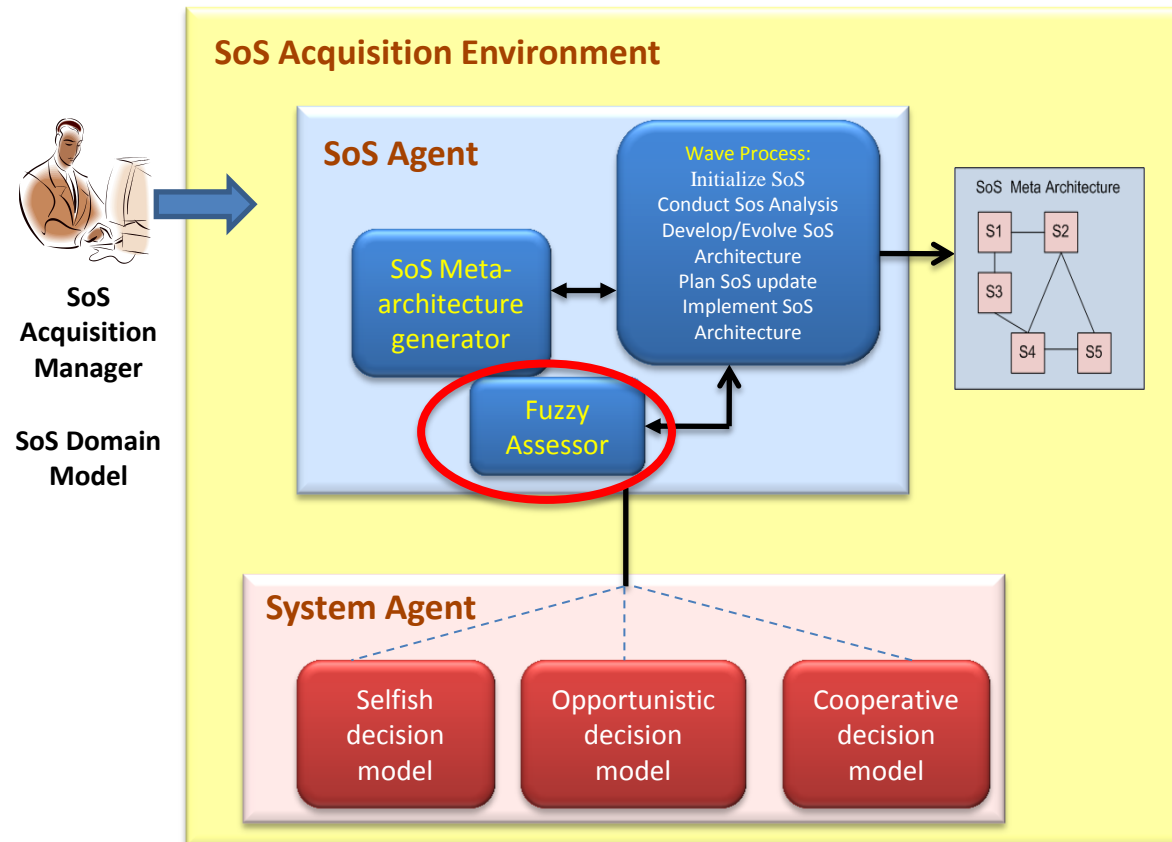 SoS Acquisition Environment
SoS
Acquisition
Manager
SoS Domain
Model
SoS Agent
SoS Meta-
architecture
generator
Wave Process:
Initialize SoS
Conduct Sos Analysis
Develop/Evolve SoS
Architecture
Plan SoS update
Implement SoS
Architecture
Fuzzy
Assessor
SoS Meta Architecture
S1
S2
S3
S4
S5
System Agent
Selfish
decision
model
Opportunistic
decision
model
Cooperative
decision
model